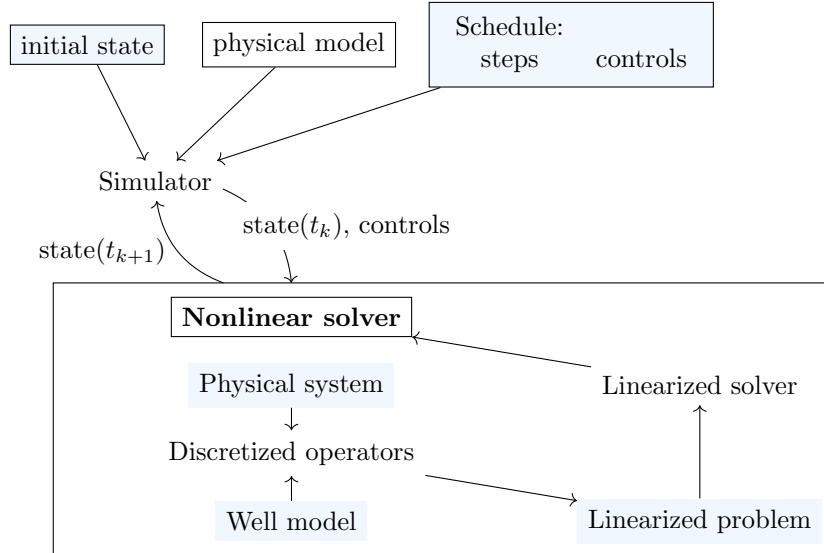 initial state
physical model
Schedule:
steps controls
Simulator
state(t_k), controls
state(t_{k+1})
Nonlinear solver
Physical system
Linearized solver
Discretized operators
Well model
Linearized problem